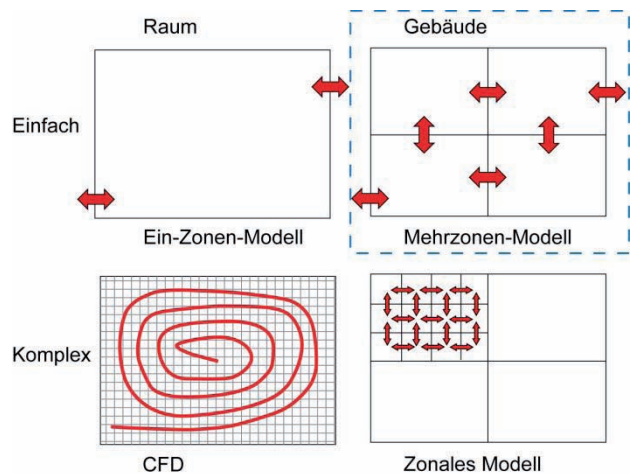 Raum
Gebäude
Einfach
Ein-Zonen-Modell
Mehrzonen-Modell
Komplex
CFD
Zonales Modell